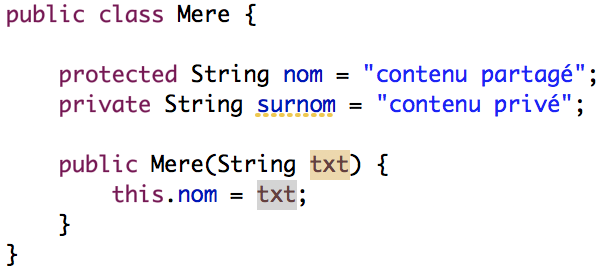 public class Mere {
protected String nom = "contenu partagé";
private String surnom = "contenu privé";
public Mere(String txt) {
this.nom = txt;
}
}